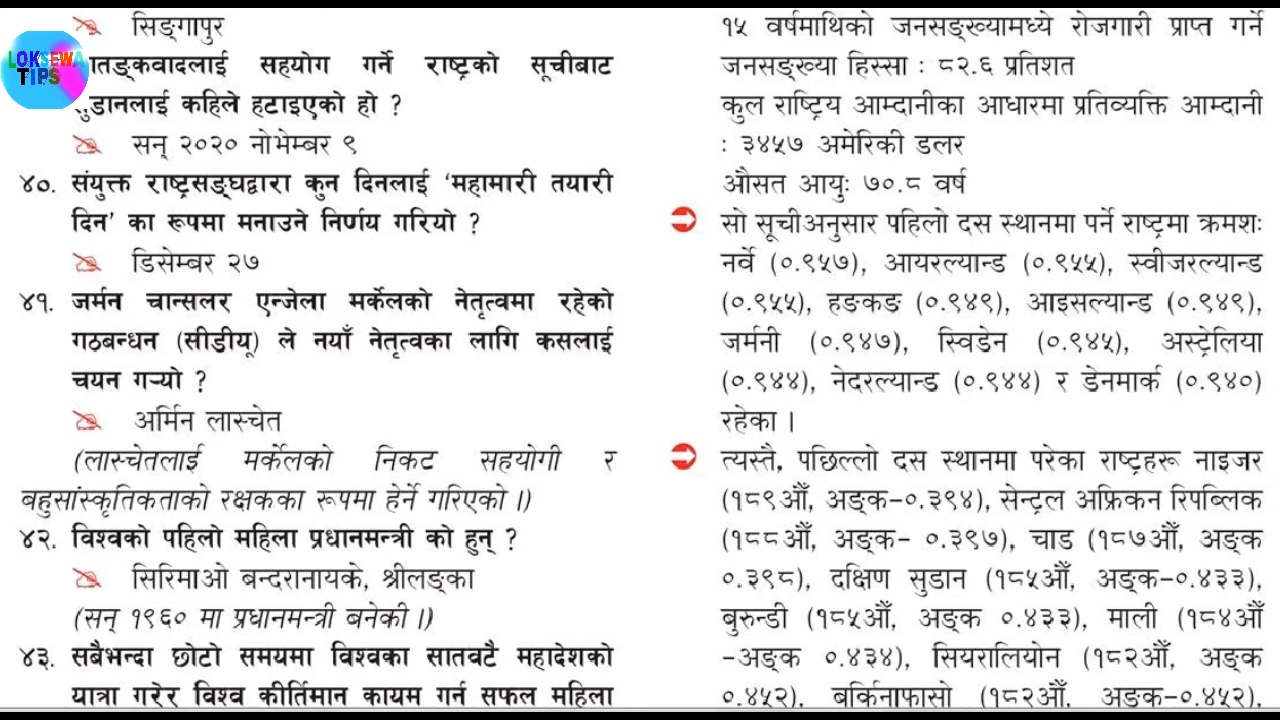 सिङ्गापुर
LOKSEWA
TIPS
सहयोग गर्ने राष्ट्रको सूचीबाट
कहिले हटाइएको हो ?
सन् २०२० नोभेम्बर ९
४०. संयुक्त राष्ट्रसङ्घद्वारा कुन दिनलाई ‘महामारी तयारी
दिन’ का रूपमा मनाउने निर्णय गरियो ?
डिसेम्बर २७
४१. जर्मन चान्सलर एन्जेला मर्केलको नेतृत्वमा रहेको
गठबन्धन (सीडीयू) ले नयाँ नेतृत्वका लागि कसलाई
चयन गऱ्यो ?
अर्मिन लास्चेत
(लास्चेतलाई मर्केलको निकट सहयोगी र
बहुसांस्कृतिकताको रक्षकका रूपमा हेर्ने गरिएको ।)
४२. विश्वको पहिलो महिला प्रधानमन्त्री को हुन् ?
सिरिमाओ बन्दरानायके, श्रीलङ्का
(सन् १९६० मा प्रधानमन्त्री बनेकी ।)
४३. सबैभन्दा छोटो समयमा विश्वका सातवटै महादेशको
यात्रा गरेर विश्व कीर्तिमान कायम गर्न सफल महिला
१५ वर्षमाथिको जनसङ्ख्यामध्ये रोजगारी प्राप्त गर्ने
जनसङ्ख्या हिस्सा : ८२.६ प्रतिशत
कुल राष्ट्रिय आम्दानीका आधारमा प्रतिव्यक्ति आम्दानी
: ३४५७ अमेरिकी डलर
औसत आयुः ७०.८ वर्ष
सो सूचीअनुसार पहिलो दस स्थानमा पर्ने राष्ट्रमा क्रमशः
नर्वे (०.९५७), आयरल्यान्ड (०.९५५), स्वीजरल्यान्ड
(०.९५५), हङकङ (०.९४९), आइसल्यान्ड (०.९४९),
जर्मनी (०.९४७), स्विडेन (०.९४५), अस्ट्रेलिया
(०.९४४), नेदरल्यान्ड (०.९४४) र डेनमार्क (०.९४०)
रहेका ।
त्यस्तै, पछिल्लो दस स्थानमा परेका राष्ट्रहरू नाइजर
(१८९औँ, अङ्क-०.३९४), सेन्ट्रल अफ्रिकन रिपब्लिक
(१८८औँ, अङ्क- ०.३९७), चाड (१८७औँ, अङ्क
०.३९८), दक्षिण सुडान (१८५औँ, अङ्क-०.४३३),
बुरुन्डी (१८५औँ, अङ्क ०.४३३), माली (१८४औँ
-अङ्क ०.४३४), सियरालियोन (१८२औँ, अङ्क
०.४५२), बर्किनाफासो (१८२औँ, अङ्क-०.४५२),